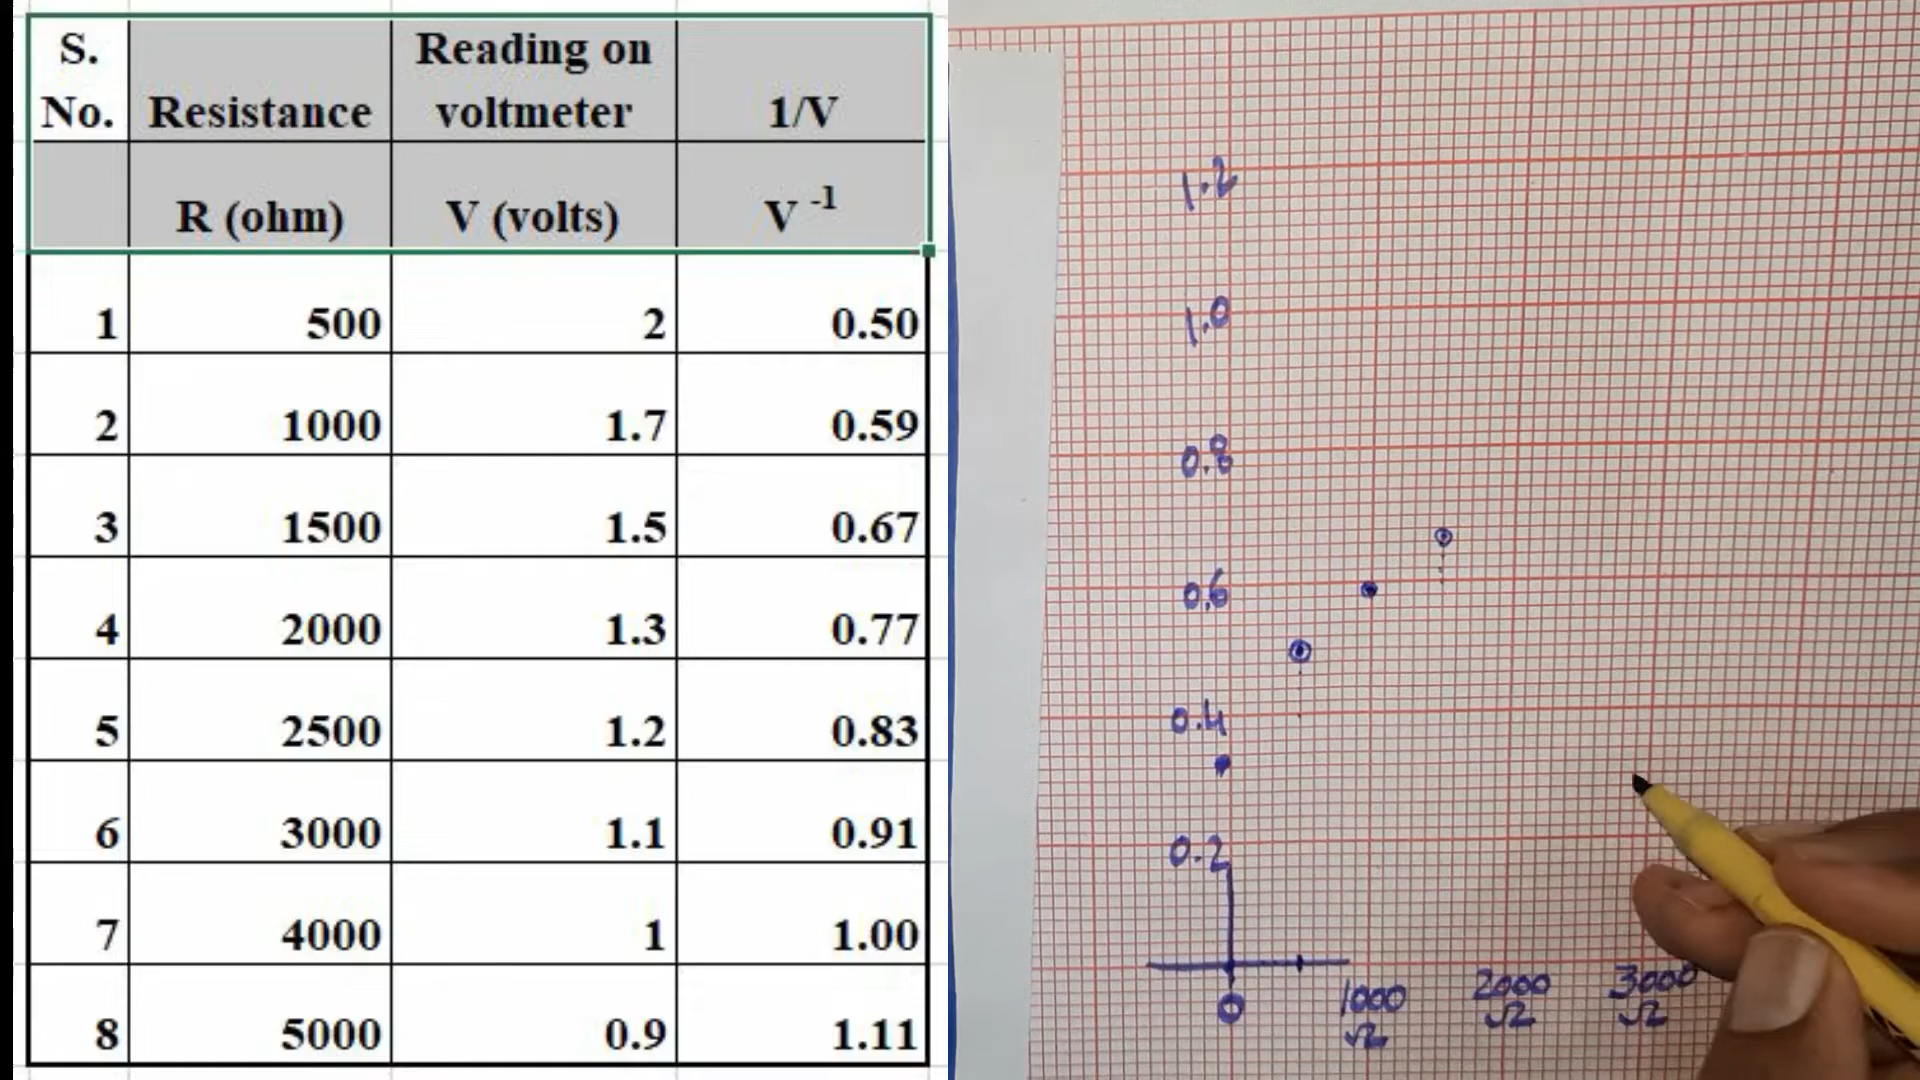 S. No. Resistance Reading on voltmeter 1/V
R (ohm) V (volts) V -1
1 500 2 0.50
2 1000 1.7 0.59
3 1500 1.5 0.67
4 2000 1.3 0.77
5 2500 1.2 0.83
6 3000 1.1 0.91
7 4000 1 1.00
8 5000 0.9 1.11
1.2
1.0
0.8
0.6
0.4
0.2
0 1000 Ω 2000 Ω 3000 Ω